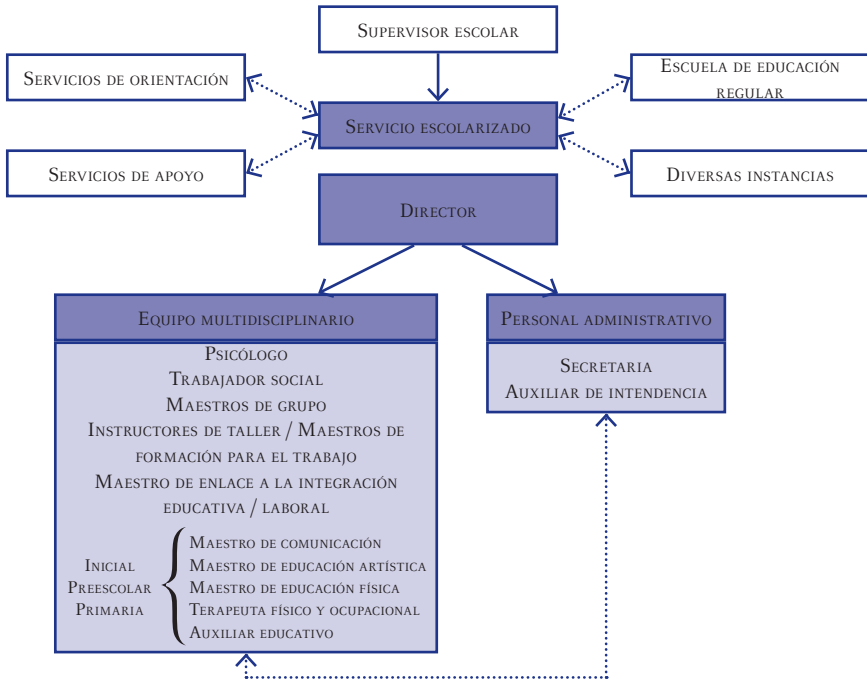 Supervisor escolar
Servicios de orientación
Escuela de educación
regular
Servicio escolarizado
Servicios de apoyo
Diversas instancias
Director
Equipo multidisciplinario
Psicólogo
Trabajador social
Maestros de grupo
Instructores de taller / Maestros de
formación para el trabajo
Maestro de enlace a la integración
educativa / laboral
Inicial
Preescolar
Primaria
Maestro de comunicación
Maestro de educación artística
Maestro de educación física
Terapeuta físico y ocupacional
Auxiliar educativo
Personal administrativo
Secretaria
Auxiliar de intendencia